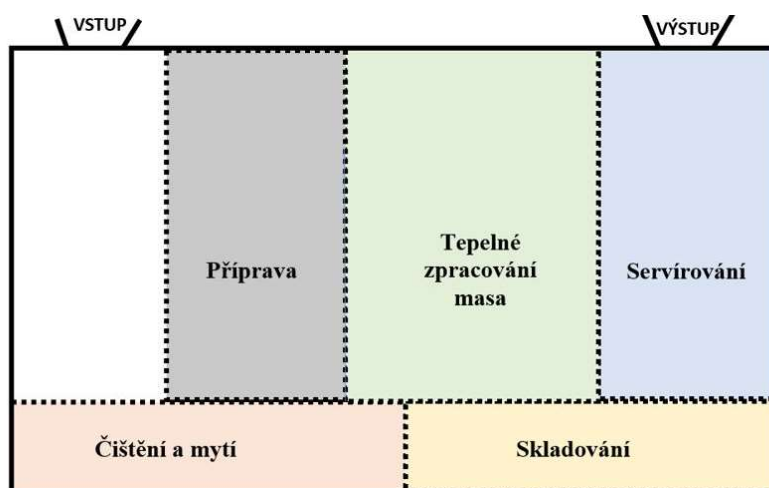 VSTUP
VÝSTUP
Příprava
Tepelné
zpracování
masa
Servírování
Čištění a mytí
Skladování